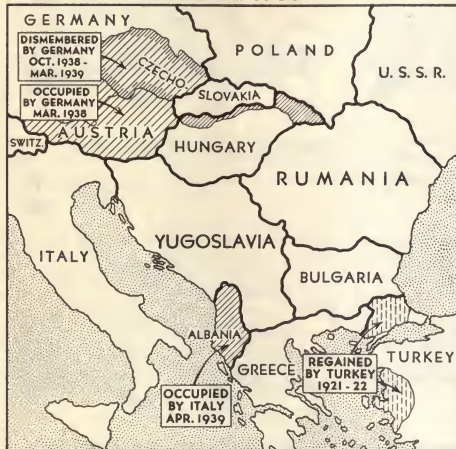 GERMANY
DISMEMBERED
BY GERMANY
OCT. 1938 -
MAR. 1939
CZECHO
POLAND
U.S.S.R.
OCCUPIED
BY GERMANY
MAR. 1938
SLOVAKIA
AUSTRIA
SWITZ.
HUNGARY
RUMANIA
ITALY
YUGOSLAVIA
BULGARIA
ALBANIA
GREECE
REGAINED
BY TURKEY
1921-22
TURKEY
OCCUPIED
BY ITALY
APR. 1939